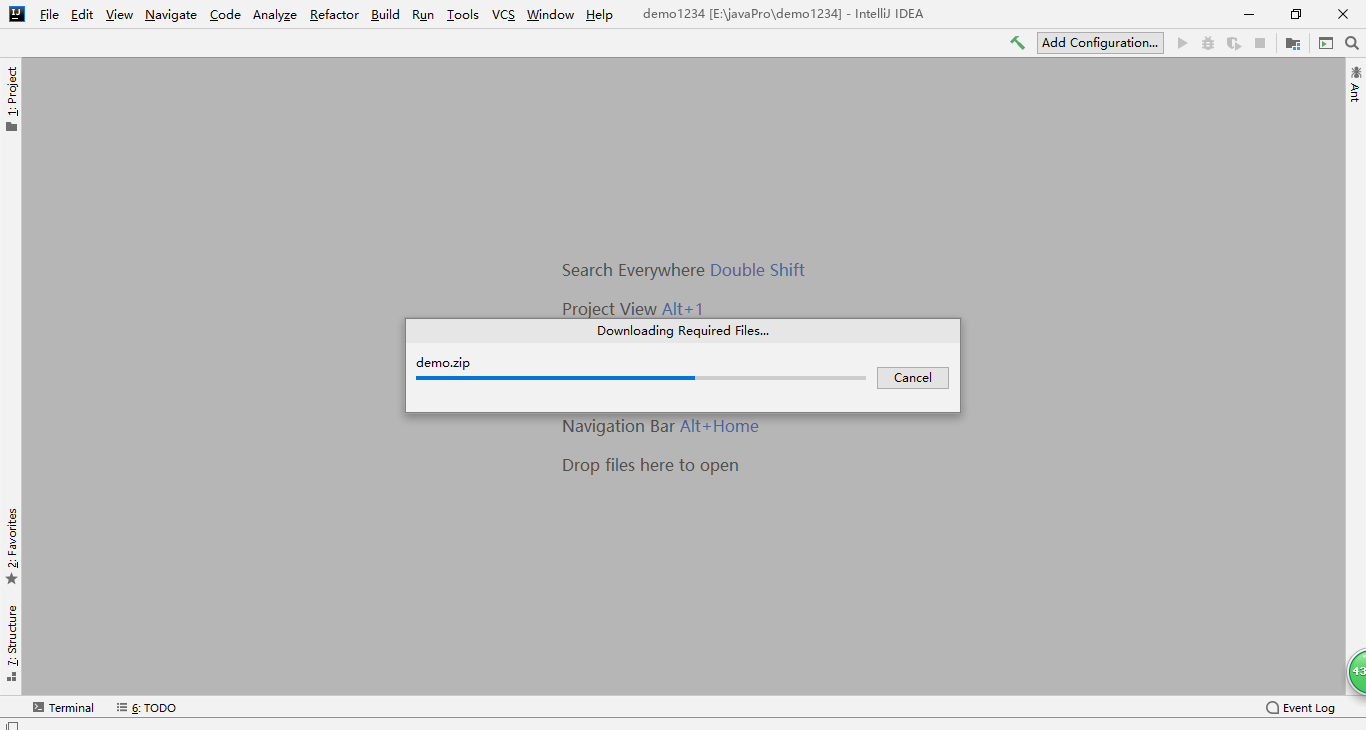 IJ
File Edit View Navigate Code Analyze Refactor Build Run Tools VCS Window Help demo1234 [E:\javaPro\demo1234] - IntelliJ IDEA
Add Configuration...
1: Project
Ant
Search Everywhere Double Shift
Project View Alt+1
Downloading Required Files...
demo.zip
Cancel
Navigation Bar Alt+Home
Drop files here to open
2: Favorites
7: Structure
43
Terminal 6: TODO Event Log